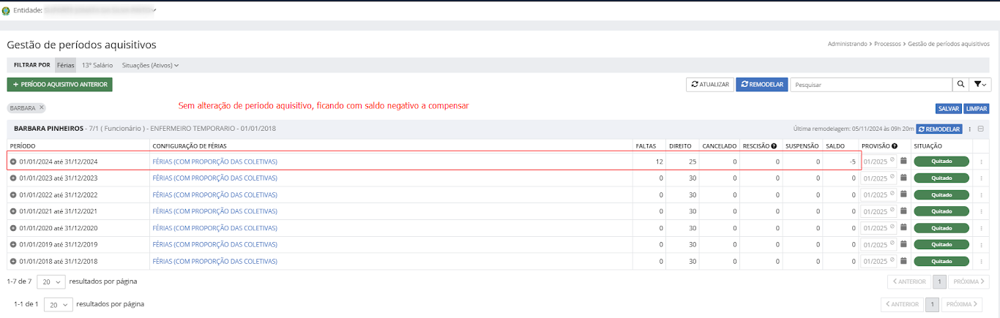 Entidade:
Gestão de períodos aquisitivos
Administrando > Processos > Gestão de períodos aquisitivos
FILTRAR POR Férias 13º Salário Situações (Ativos)
+ PERÍODO AQUISITIVO ANTERIOR ATUALIZAR REMODELAR Pesquisar
BARBARA × Sem alteração de periodo aquisitivo, ficando com saldo negativo a compensar SALVAR LIMPAR
BARBARA PINHEIROS - 7/1 ( Funcionário ) - ENFERMEIRO TEMPORARIO - 01/01/2018 Última remodelagem: 05/11/2024 às 09h 20m REMODELAR
PERÍODO CONFIGURAÇÃO DE FÉRIAS FALTAS DIREITO CANCELADO RESCISÃO SUSPENSÃO SALDO PROVISÃO SITUAÇÃO
01/01/2024 até 31/12/2024 FÉRIAS (COM PROPORÇÃO DAS COLETIVAS) 12 25 0 0 0 -5 01/2025 Quitado
01/01/2023 até 31/12/2023 FÉRIAS (COM PROPORÇÃO DAS COLETIVAS) 0 30 0 0 0 0 01/2025 Quitado
01/01/2022 até 31/12/2022 FÉRIAS (COM PROPORÇÃO DAS COLETIVAS) 0 30 0 0 0 0 01/2025 Quitado
01/01/2021 até 31/12/2021 FÉRIAS (COM PROPORÇÃO DAS COLETIVAS) 0 30 0 0 0 0 01/2025 Quitado
01/01/2020 até 31/12/2020 FÉRIAS (COM PROPORÇÃO DAS COLETIVAS) 0 30 0 0 0 0 01/2025 Quitado
01/01/2019 até 31/12/2019 FÉRIAS (COM PROPORÇÃO DAS COLETIVAS) 0 30 0 0 0 0 01/2025 Quitado
01/01/2018 até 31/12/2018 FÉRIAS (COM PROPORÇÃO DAS COLETIVAS) 0 30 0 0 0 0 01/2025 Quitado
1-7 de 7 20 resultados por página < ANTERIOR 1 PRÓXIMA >
1-1 de 1 20 resultados por página < ANTERIOR 1 PRÓXIMA >